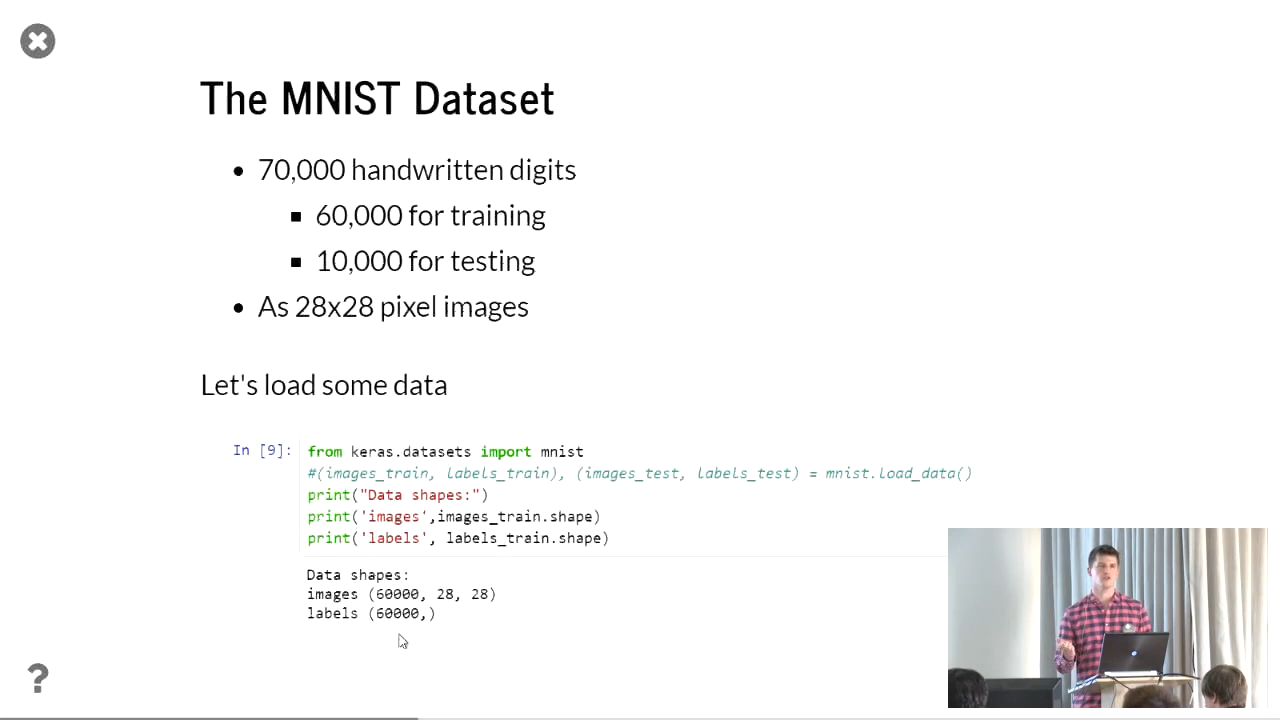 The MNIST Dataset
• 70,000 handwritten digits
▪ 60,000 for training
▪ 10,000 for testing
• As 28x28 pixel images
Let's load some data
In [9]: from keras.datasets import mnist
#(images_train, labels_train), (images_test, labels_test) = mnist.load_data()
print("Data shapes:")
print('images',images_train.shape)
print('labels', labels_train.shape)
Data shapes:
images (60000, 28, 28)
labels (60000,)
?